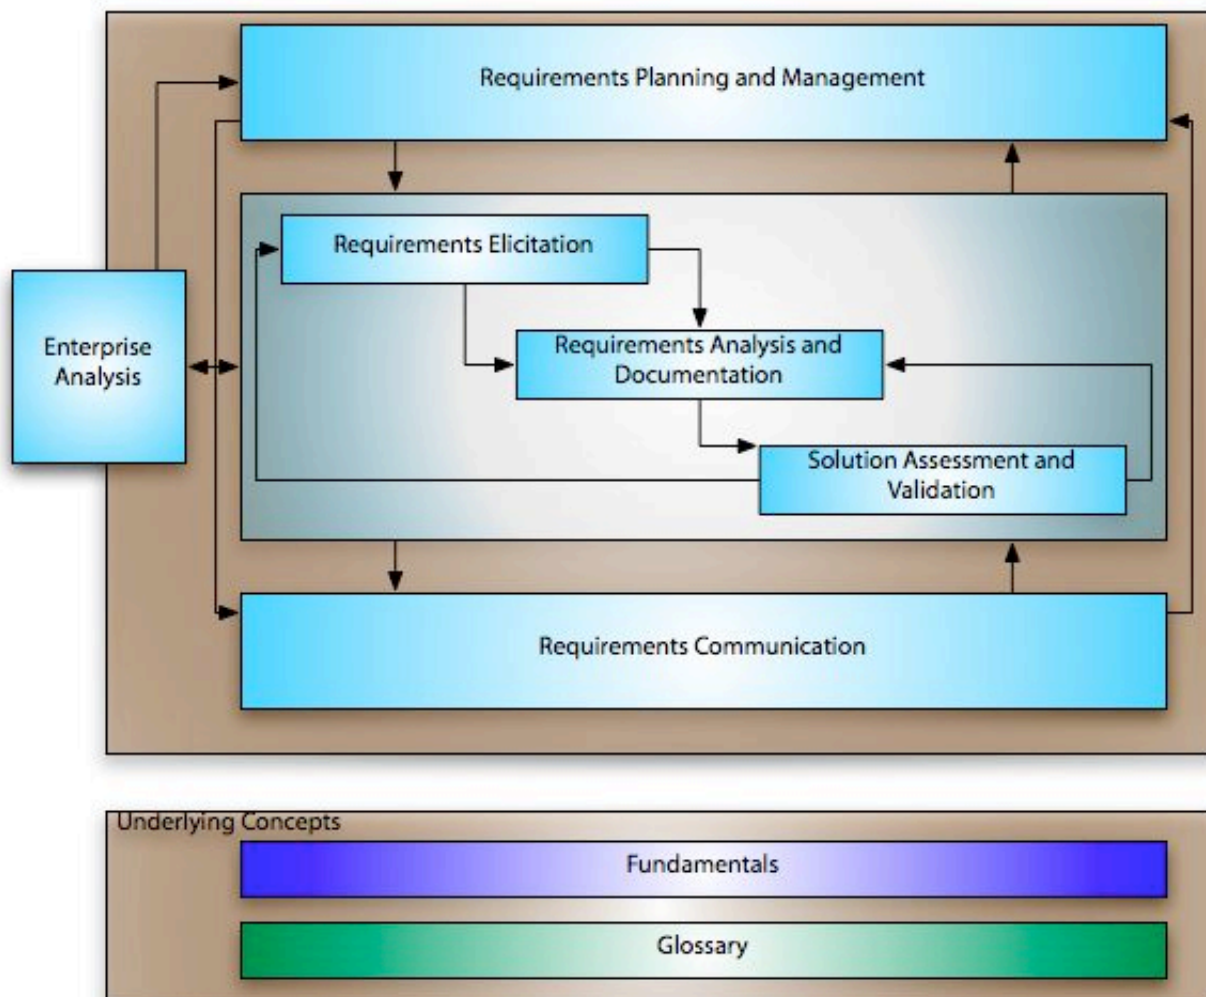 Requirements Planning and Management
Requirements Elicitation
Enterprise
Analysis
Requirements Analysis and
Documentation
Solution Assessment and
Validation
Requirements Communication
Underlying Concepts
Fundamentals
Glossary